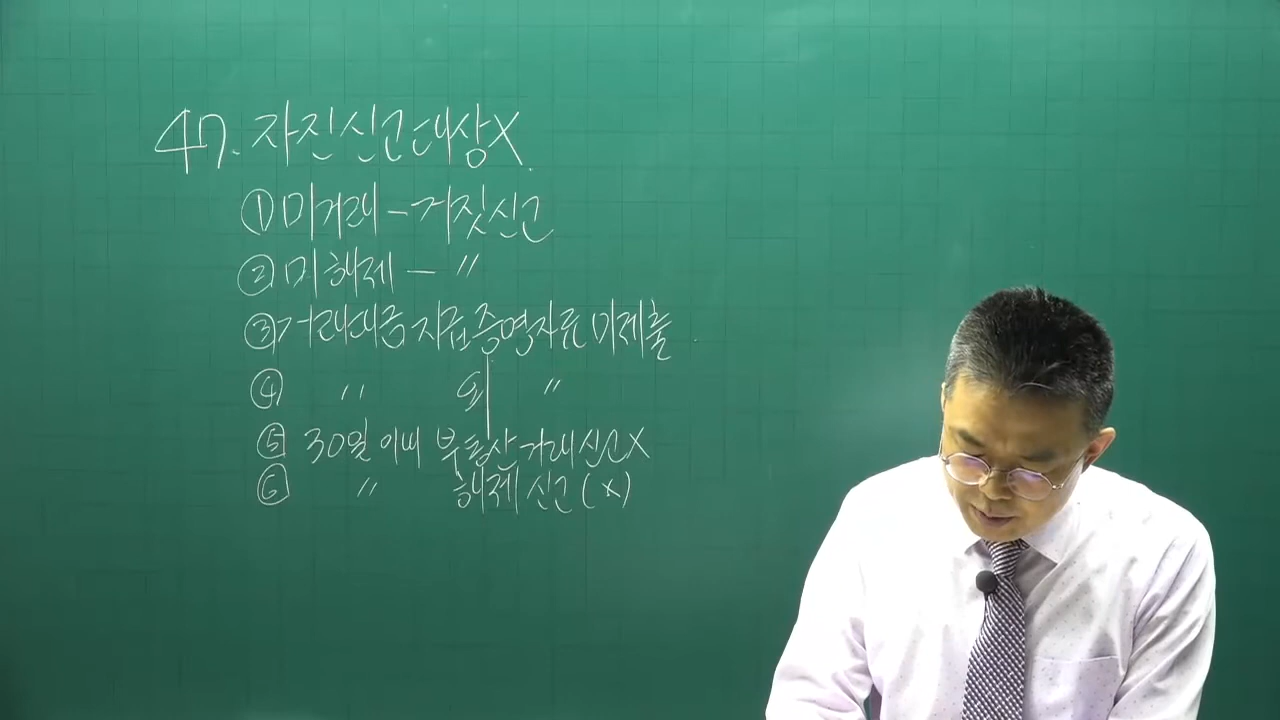 47. 자진신고대상X.
① 미거래 - 거짓신고
② 미해제 - 〃
③ 거래대금 지급증명자료 미제출
④ 〃 외 〃
⑤ 30일 이내 부동산거래신고X
⑥ 〃 해제신고(X)